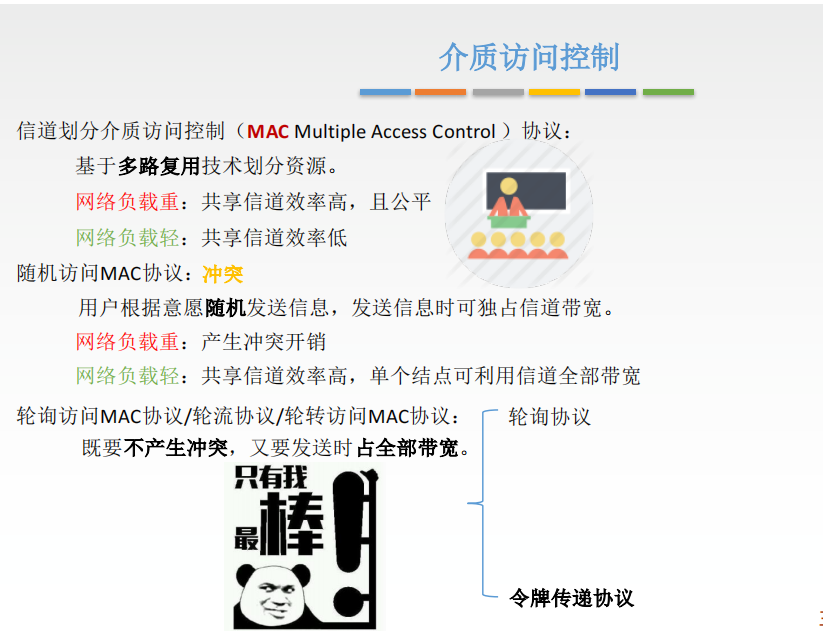 介质访问控制
信道划分介质访问控制（MAC Multiple Access Control ）协议：
基于多路复用技术划分资源。
网络负载重：共享信道效率高，且公平
网络负载轻：共享信道效率低
随机访问MAC协议：冲突
用户根据意愿随机发送信息，发送信息时可独占信道带宽。
网络负载重：产生冲突开销
网络负载轻：共享信道效率高，单个结点可利用信道全部带宽
轮询访问MAC协议/轮流协议/轮转访问MAC协议：
既要不产生冲突，又要发送时占全部带宽。
轮询协议
令牌传递协议
只有我
最棒！